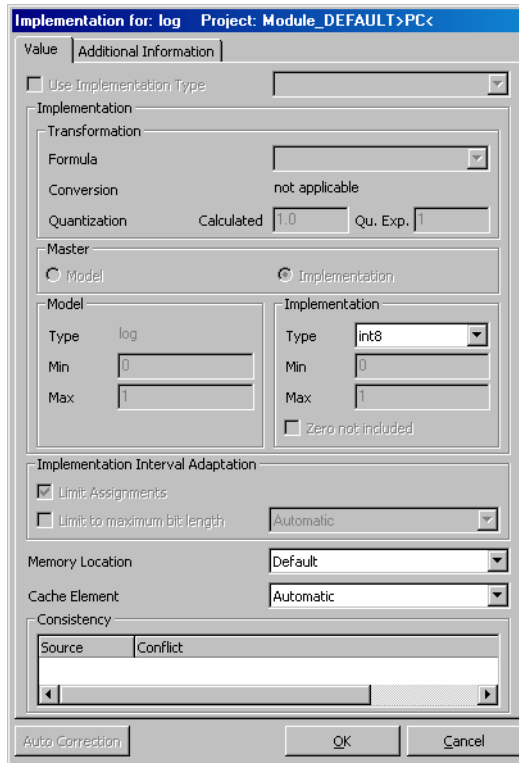 Implementation for: log Project: Module_DEFAULT>PC<
Value Additional Information
Use Implementation Type
Implementation
Transformation
Formula
Conversion not applicable
Quantization Calculated 1.0 Qu. Exp. 1
Master
Model Implementation
Model Implementation
Type log Type int8
Min 0 Min 0
Max 1 Max 1
Zero not included
Implementation Interval Adaptation
Limit Assignments
Limit to maximum bit length Automatic
Memory Location Default
Cache Element Automatic
Consistency
Source Conflict
Auto Correction OK Cancel